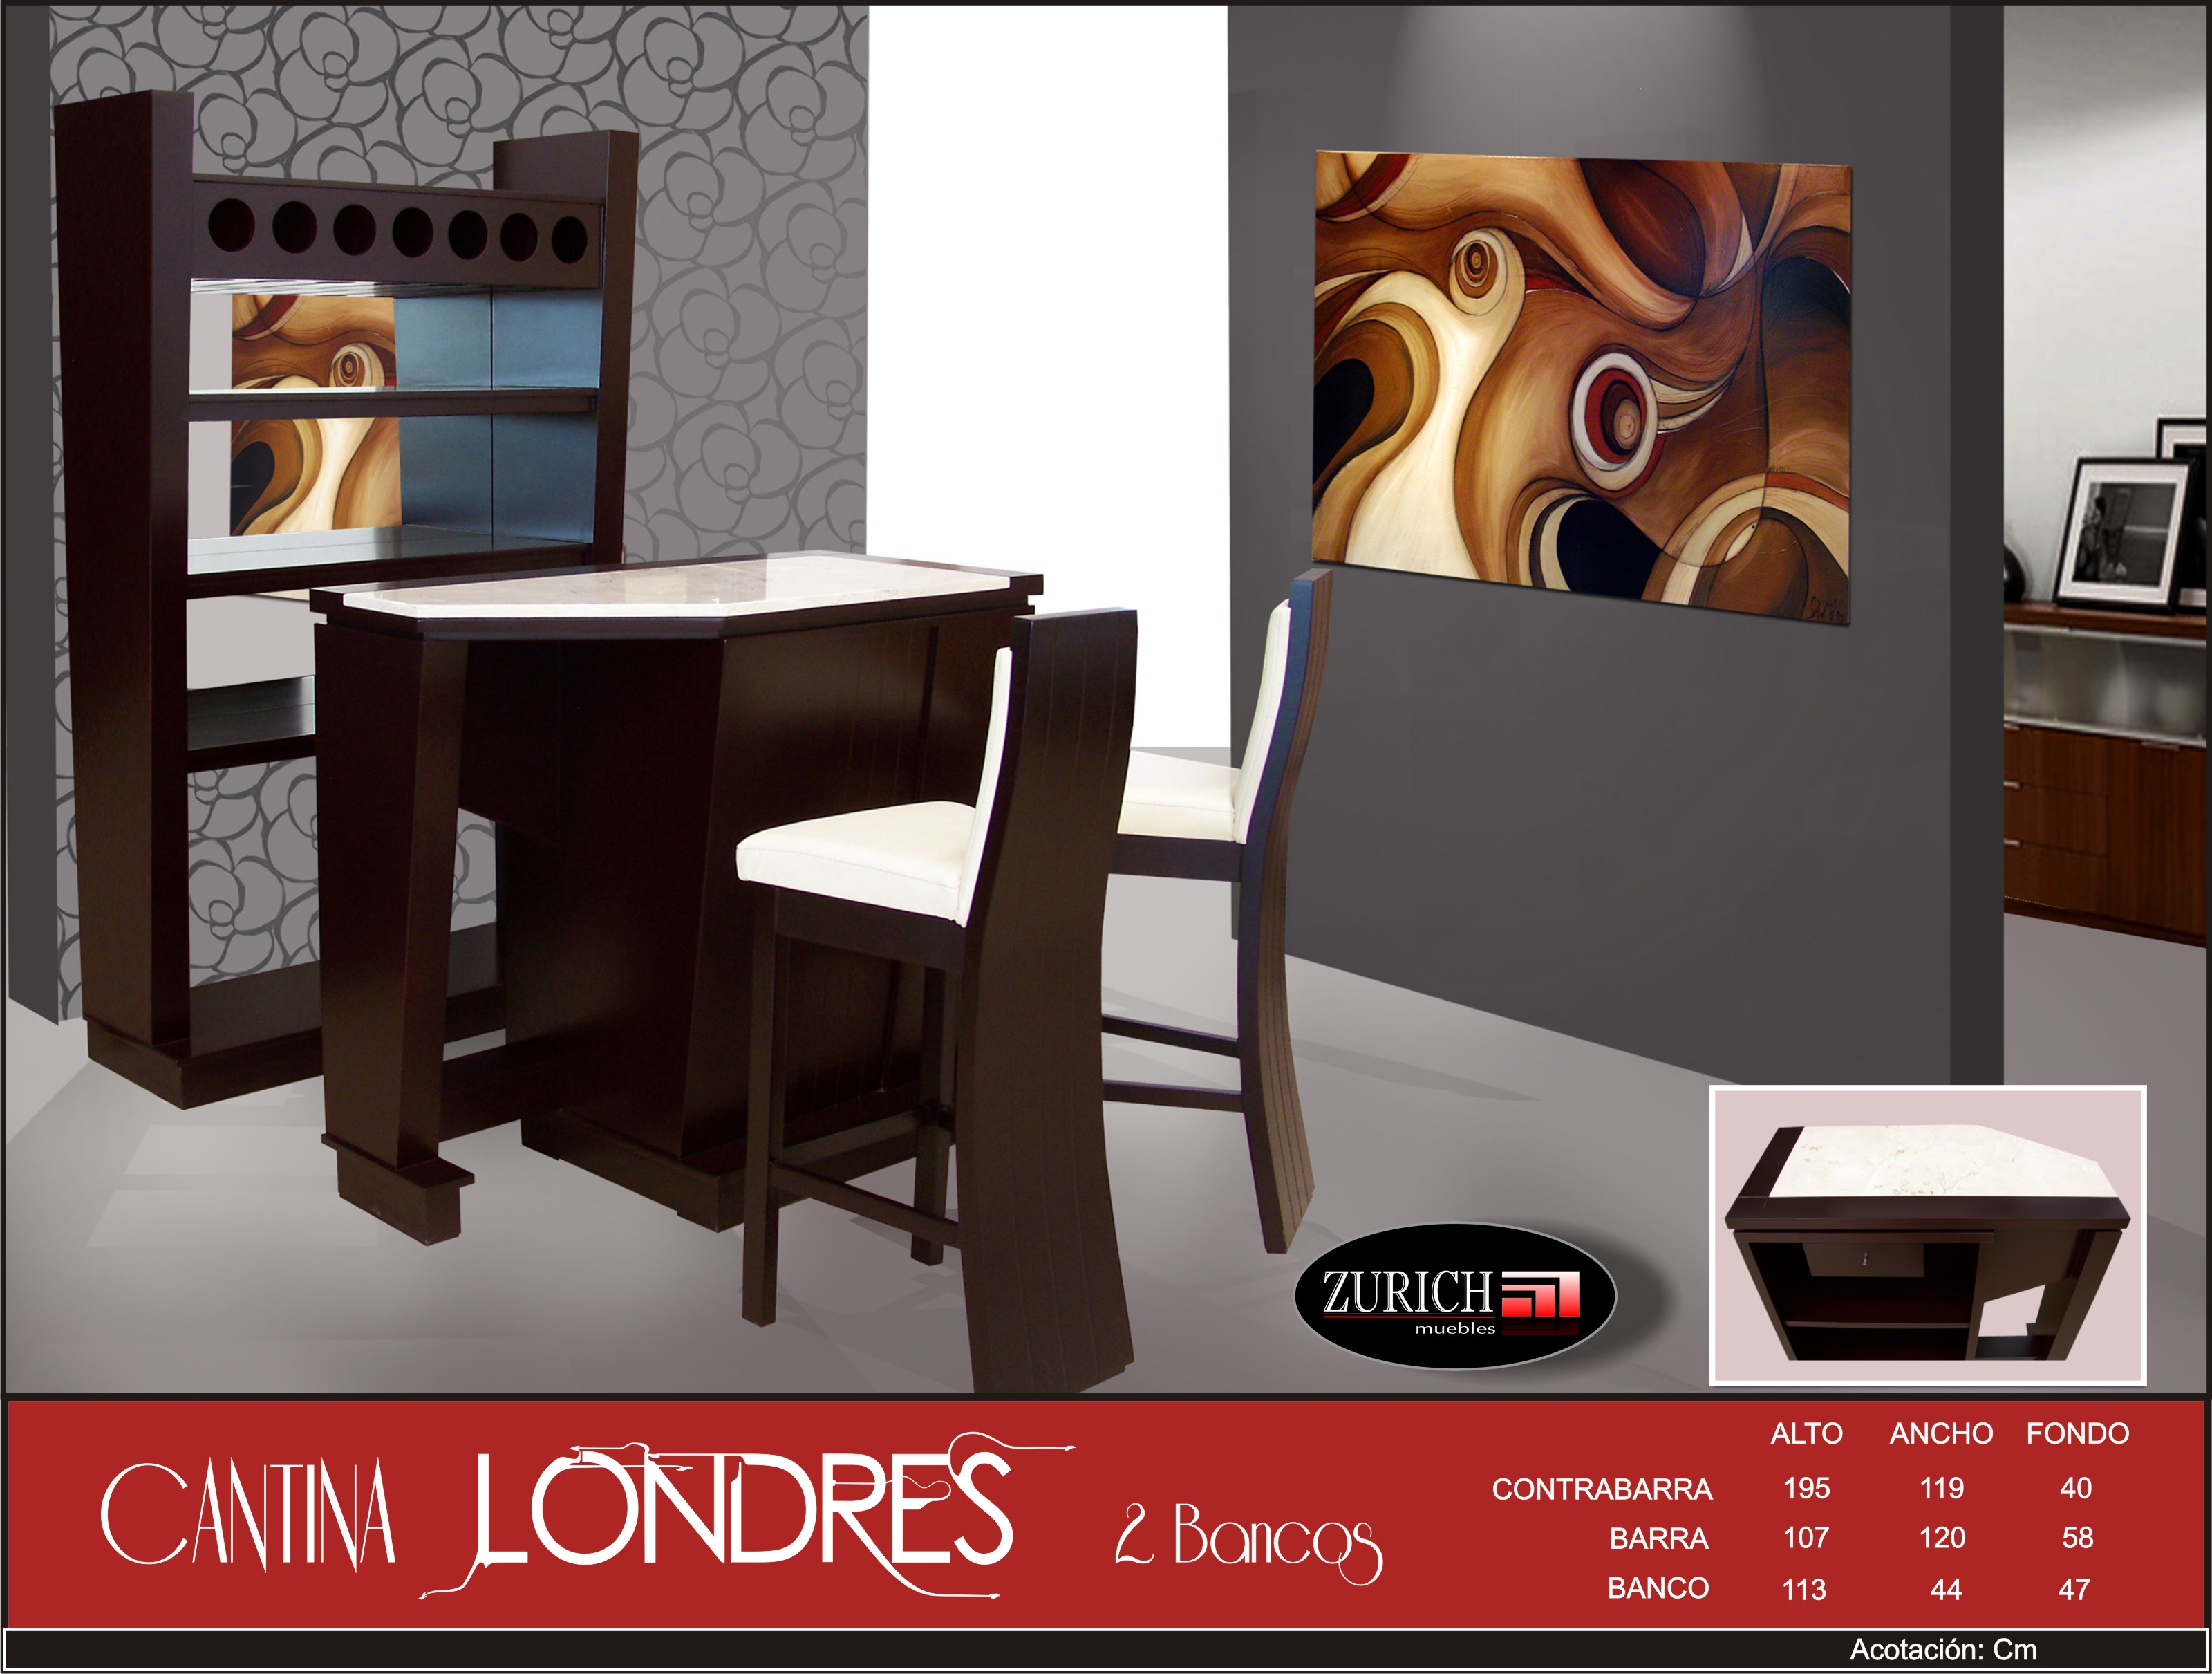 ZURICH
muebles
CANTINA LONDRES 2 Bancos
ALTO ANCHO FONDO
CONTRABARRA 195 119 40
BARRA 107 120 58
BANCO 113 44 47
Acotación: Cm